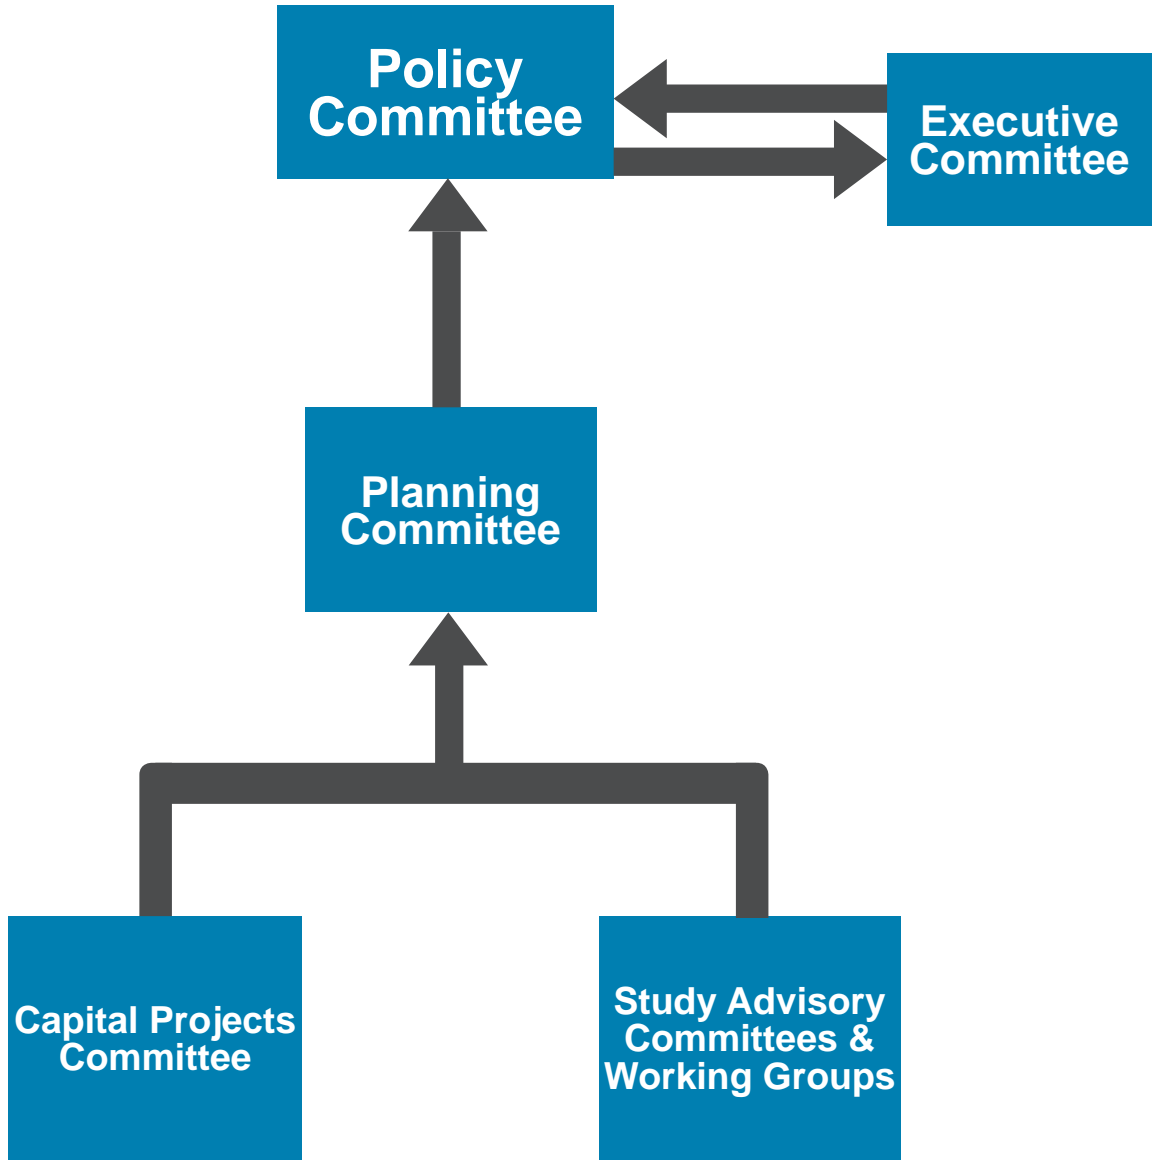 Policy
Committee
Executive
Committee
Planning
Committee
Capital Projects
Committee
Study Advisory
Committees &
Working Groups